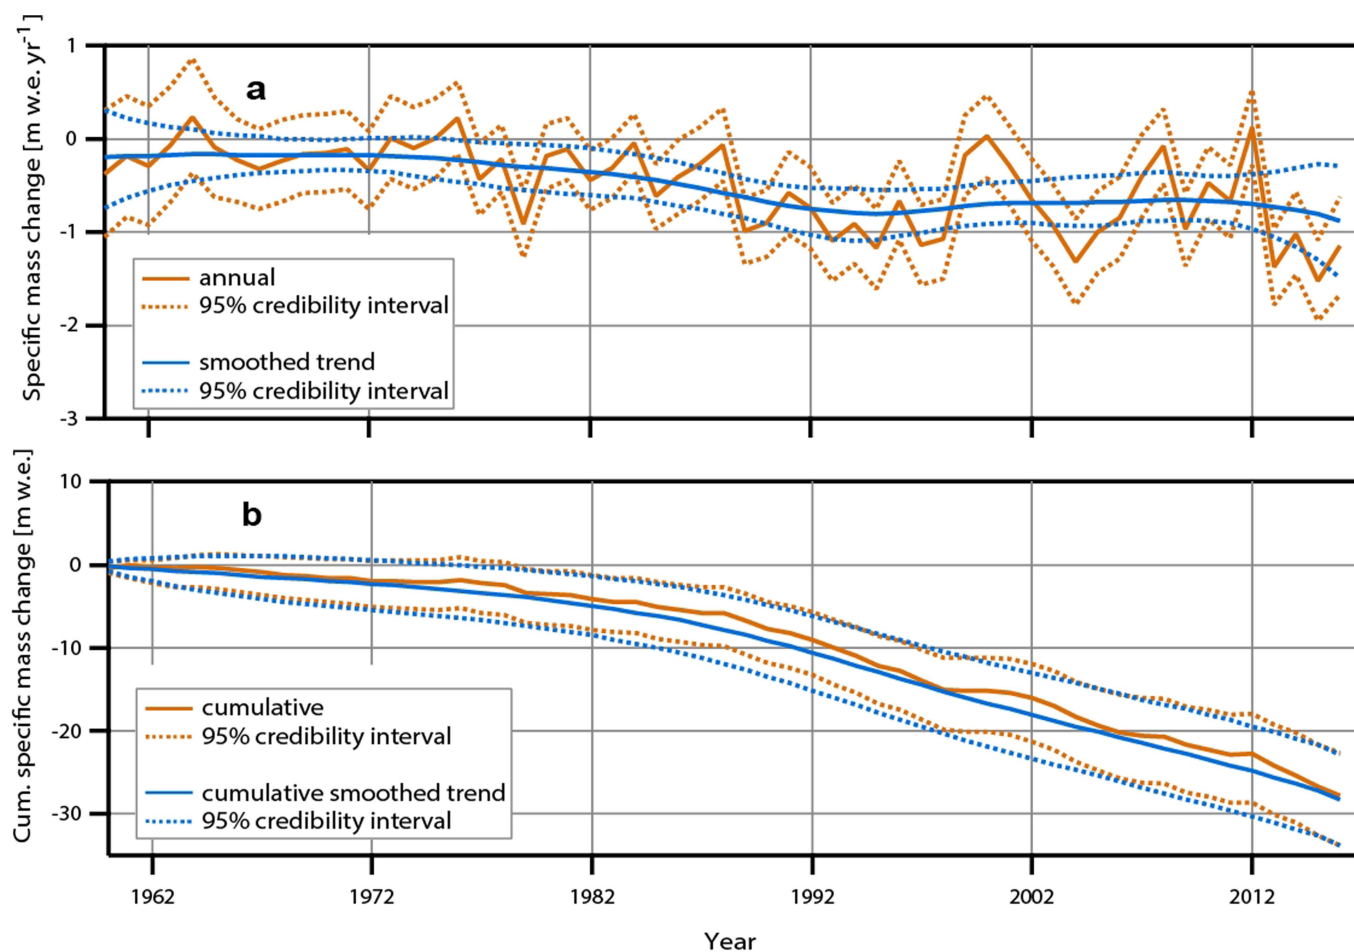 Specific mass change [m w.e. yr-1]
1
0
-1
-2
-3
a
annual
95% credibility interval
smoothed trend
95% credibility interval
Cum. specific mass change [m w.e.]
10
0
-10
-20
-30
b
cumulative
95% credibility interval
cumulative smoothed trend
95% credibility interval
1962 1972 1982 1992 2002 2012
Year